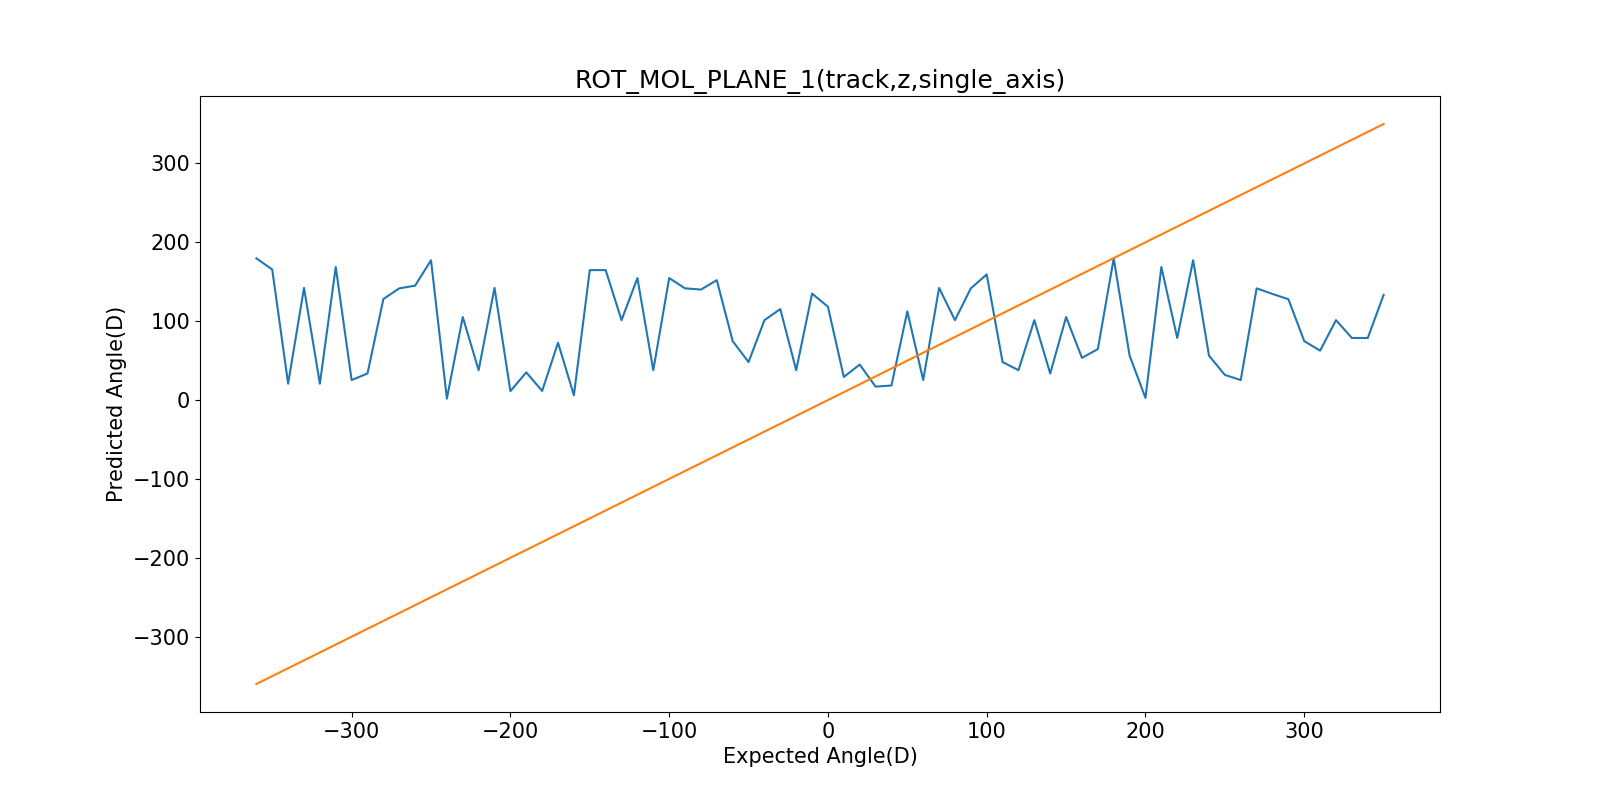 ROT_MOL_PLANE_1(track,z,single_axis)
300
200
100
0
−100
−200
−300
Predicted Angle(D)
−300 −200 −100 0 100 200 300
Expected Angle(D)